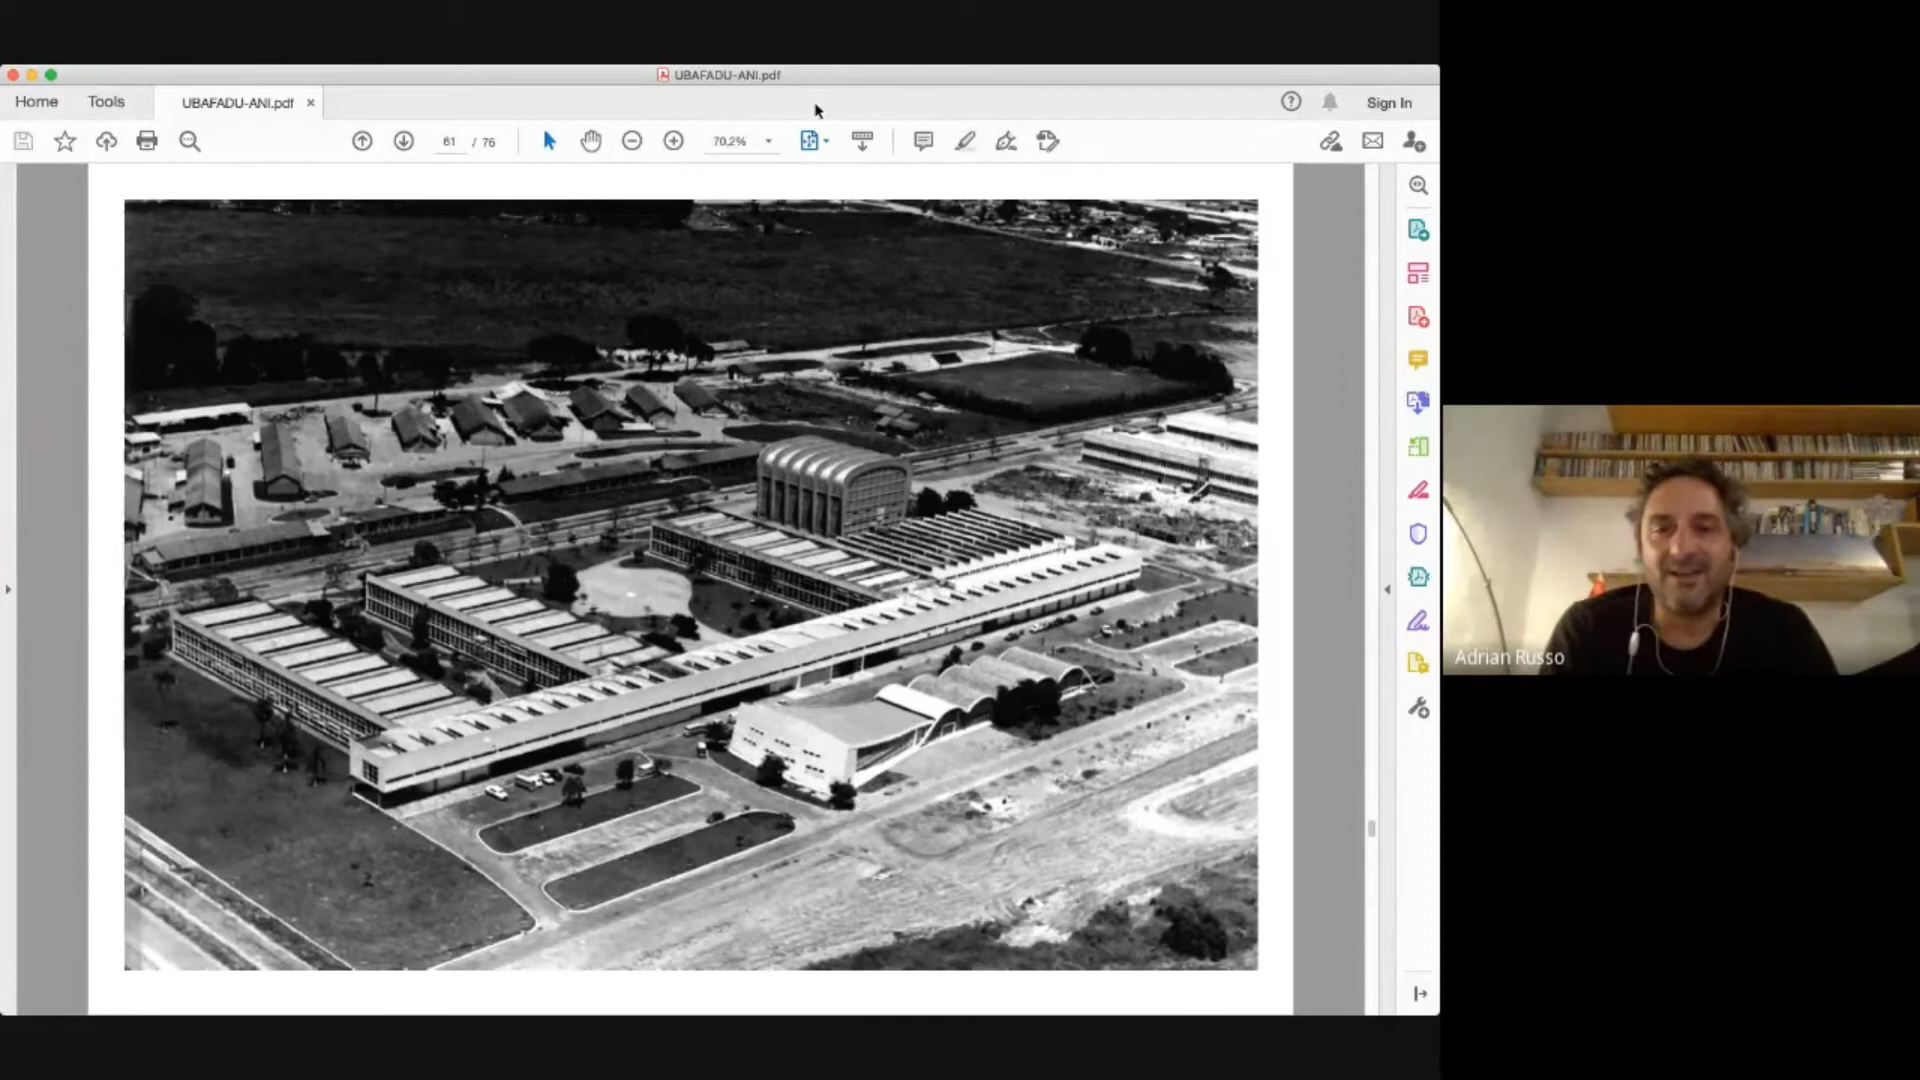 UBAFADU-ANI.pdf
Home Tools UBAFADU-ANI.pdf × Sign In
61 / 76 70,2%
Adrian Russo